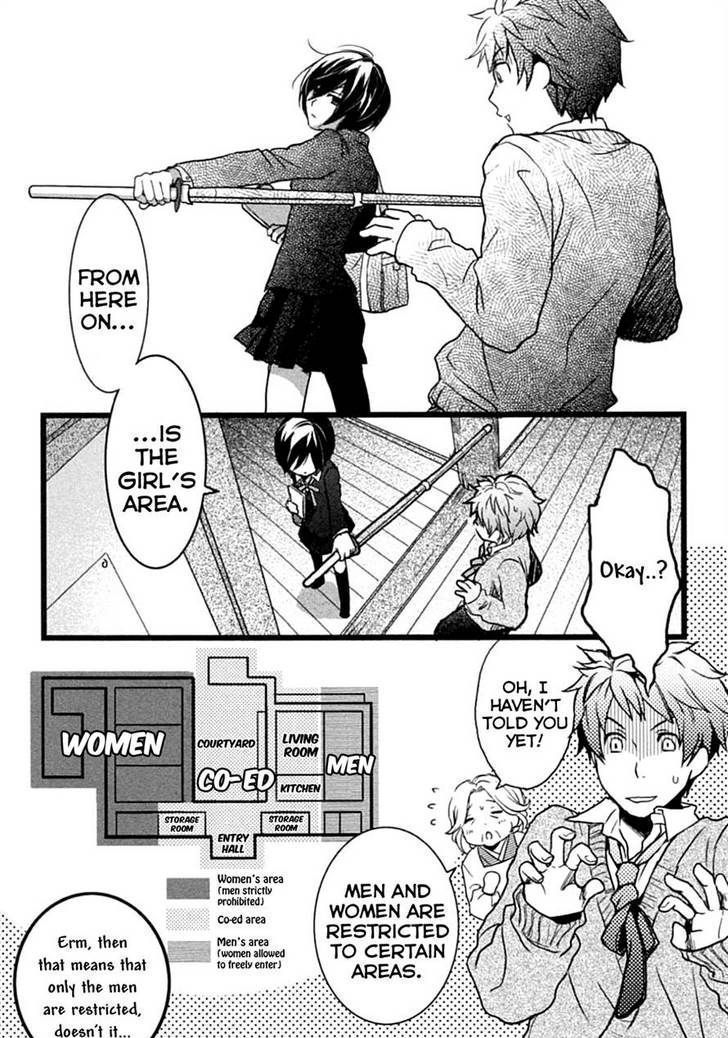 FROM
HERE
ON...
...IS
THE
GIRL'S
AREA.
OKay..?
OH, I
HAVEN'T
TOLD YOU
YET!
WOMEN
COURTYARD
LIVING
ROOM
MEN
CO-ED
KITCHEN
STORAGE
ROOM
ENTRY
HALL
STORAGE
ROOM
Women's area
(men strictly
prohibited)
Co-ed area
Men's area
(women allowed
to freely enter)
MEN AND
WOMEN ARE
RESTRICTED
TO CERTAIN
AREAS.
Erm, then
that means that
only the men
are restricted,
doesn't it...